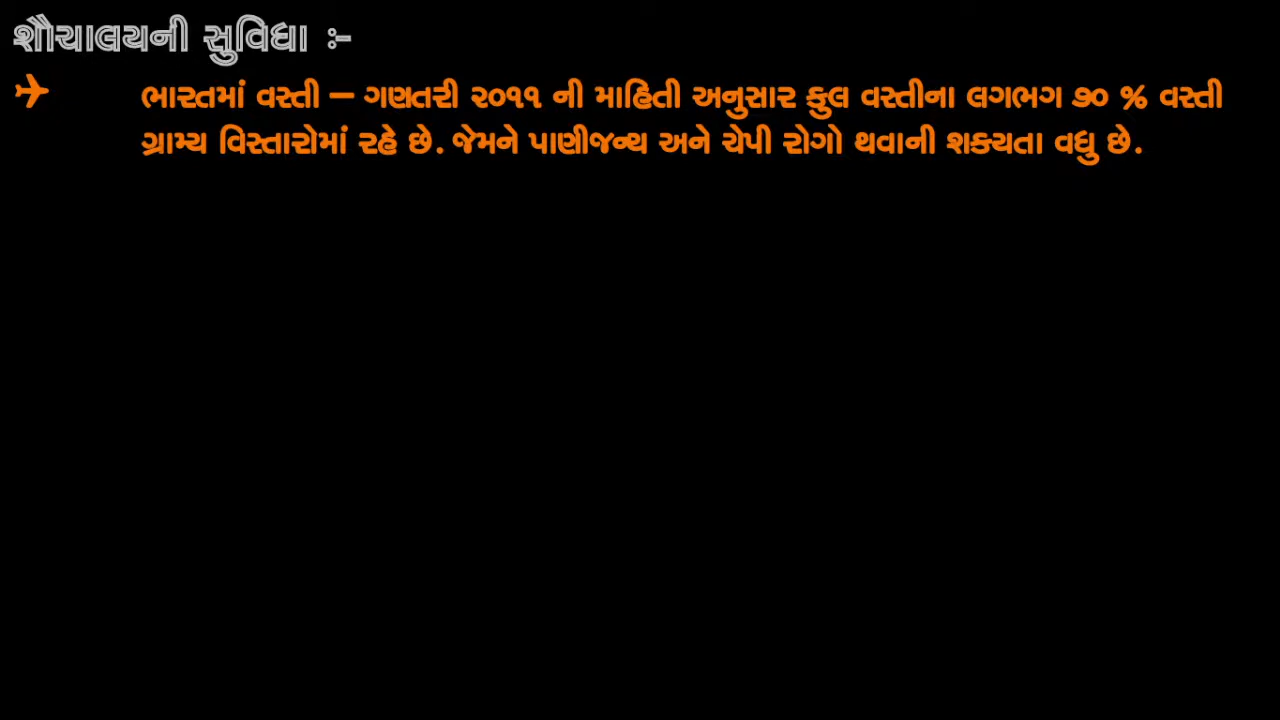 શૌચાલયની સુવિધા :-
✈ ભારતમાં વસ્તી – ગણતરી ૨૦૧૧ ની માહિતી અનુસાર કુલ વસ્તીના લગભગ ૭૦ % વસ્તી
ગ્રામ્ય વિસ્તારોમાં રહે છે. જેમને પાણીજન્ય અને ચેપી રોગો થવાની શક્યતા વધુ છે.